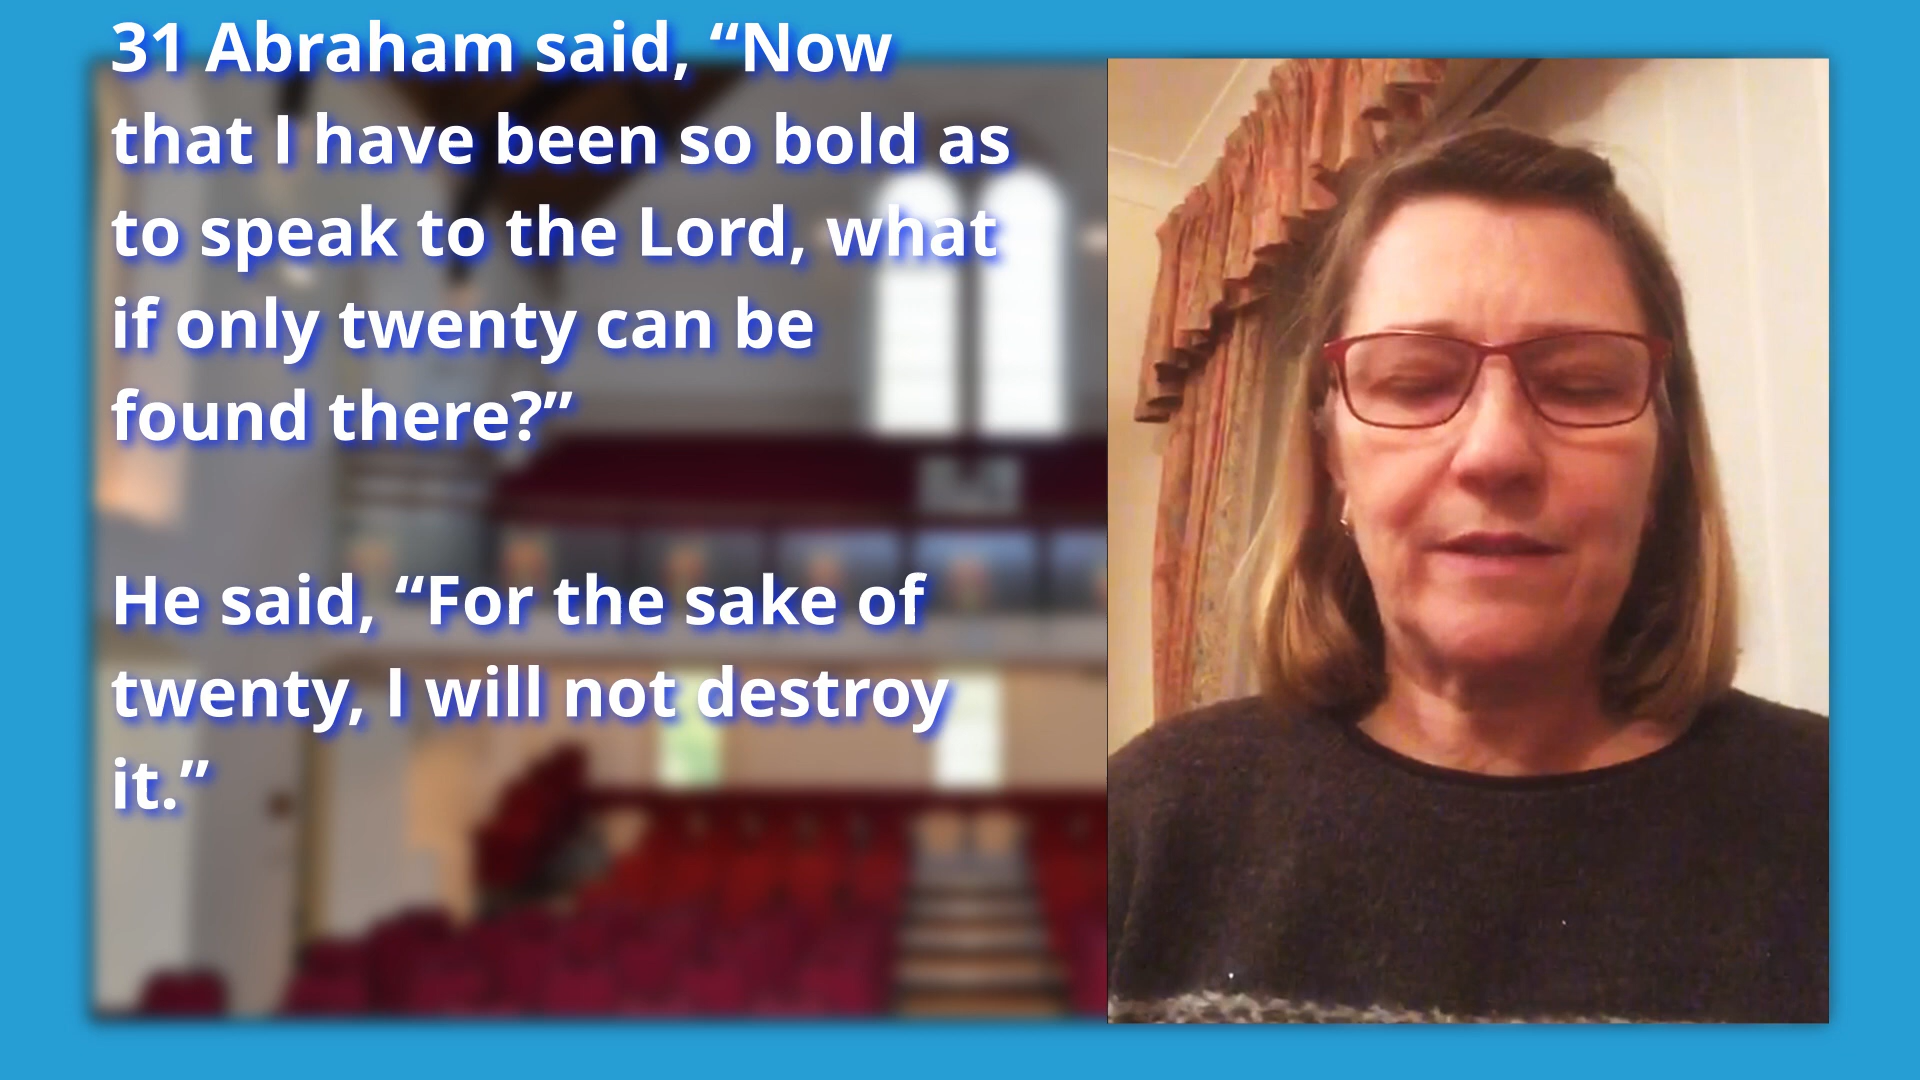 31 Abraham said, “Now
that I have been so bold as
to speak to the Lord, what
if only twenty can be
found there?”
He said, “For the sake of
twenty, I will not destroy
it.”